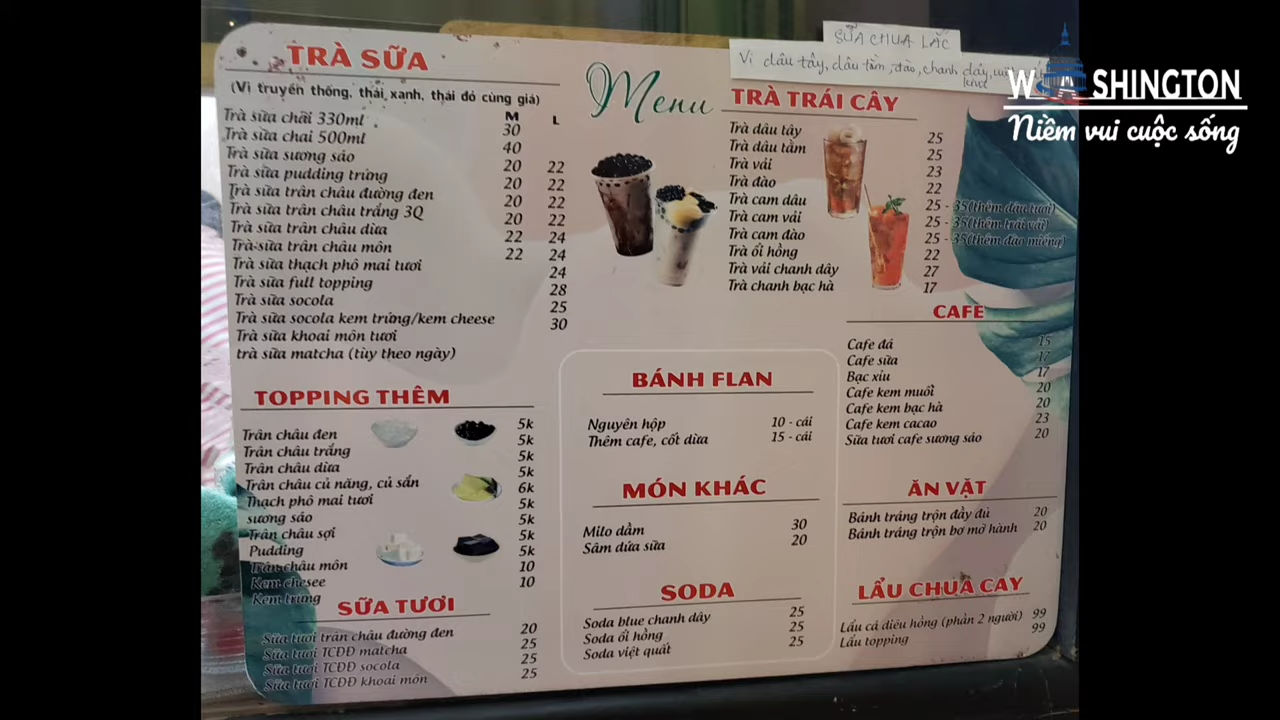 SỮA CHUA LẮC
Vị dâu tây, dâu tằm, đào, chanh dây,
W SHINGTON
Niềm vui cuộc sống
Menu
TRÀ SỮA
(Vị truyền thống, thái xanh, thái đỏ cùng giá)
M L
Trà sữa chai 330ml 30
Trà sữa chai 500ml 40
Trà sữa sương sáo 20 22
Trà sữa pudding trứng 20 22
Trà sữa trân châu đường đen 20 22
Trà sữa trân châu trắng 3Q 20 22
Trà sữa trân châu dừa 22 24
Trà sữa trân châu môn 22 24
Trà sữa thạch phô mai tươi 24
Trà sữa full topping 28
Trà sữa socola 25
Trà sữa socola kem trứng/kem cheese 30
Trà sữa khoai môn tươi
trà sữa matcha (tùy theo ngày)
TOPPING THÊM
Trân châu đen 5k
Trân châu trắng 5k
Trân châu dừa 5k
Trân châu củ năng, củ sắn 5k
Thạch phô mai tươi 6k
sương sáo 5k
Trân châu sợi 5k
Pudding 5k
Trân châu môn 5k
Kem chesee 10
Kem trứng 10
SỮA TƯƠI
Sữa tươi trân châu đường đen 20
Sữa tươi TCĐĐ matcha 25
Sữa tươi TCĐĐ socola 25
Sữa tươi TCĐĐ khoai môn 25
TRÀ TRÁI CÂY
Trà dâu tây 25
Trà dâu tằm 25
Trà vải 23
Trà đào 22
Trà cam dâu 25 - 35(thêm dâu tươi)
Trà cam vải 25 - 35(thêm trái vải)
Trà cam đào 25 - 35(thêm đào miếng)
Trà ổi hồng 22
Trà vải chanh dây 27
Trà chanh bạc hà 17
BÁNH FLAN
Nguyên hộp 10 - cái
Thêm cafe, cốt dừa 15 - cái
MÓN KHÁC
Milo dầm 30
Sâm dứa sữa 20
SODA
Soda blue chanh dây 25
Soda ổi hồng 25
Soda việt quất 25
CAFE
Cafe đá 15
Cafe sữa 17
Bạc xỉu 17
Cafe kem muối 20
Cafe kem bạc hà 20
Cafe kem cacao 23
Sữa tươi cafe sương sáo 20
ĂN VẶT
Bánh tráng trộn đầy đủ 20
Bánh tráng trộn bơ mỡ hành 20
LẨU CHUA CAY
Lẩu cá diêu hồng (phần 2 người) 99
Lẩu topping 99